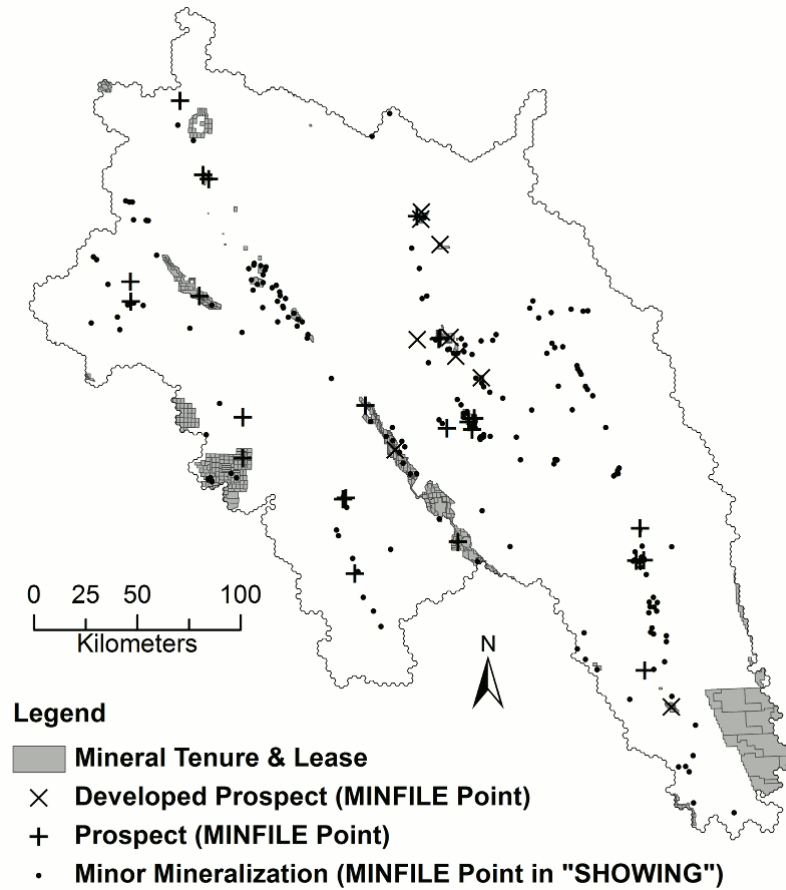 0 25 50 100
Kilometers
N
Legend
Mineral Tenure & Lease
Developed Prospect (MINFILE Point)
Prospect (MINFILE Point)
Minor Mineralization (MINFILE Point in "SHOWING")